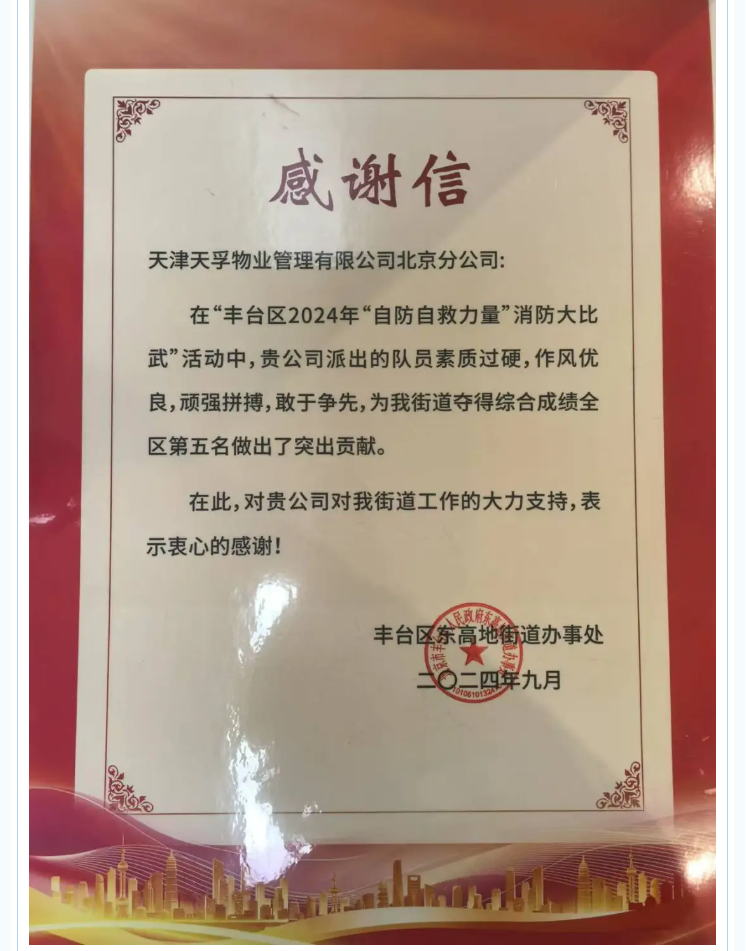 感谢信
天津天孚物业管理有限公司北京分公司:
在“丰台区2024年“自防自救力量”消防大比
武”活动中,贵公司派出的队员素质过硬,作风优
良,顽强拼搏,敢于争先,为我街道夺得综合成绩全
区第五名做出了突出贡献。
在此,对贵公司对我街道工作的大力支持,表
示衷心的感谢!
丰台区东高地街道办事处
二〇二四年九月